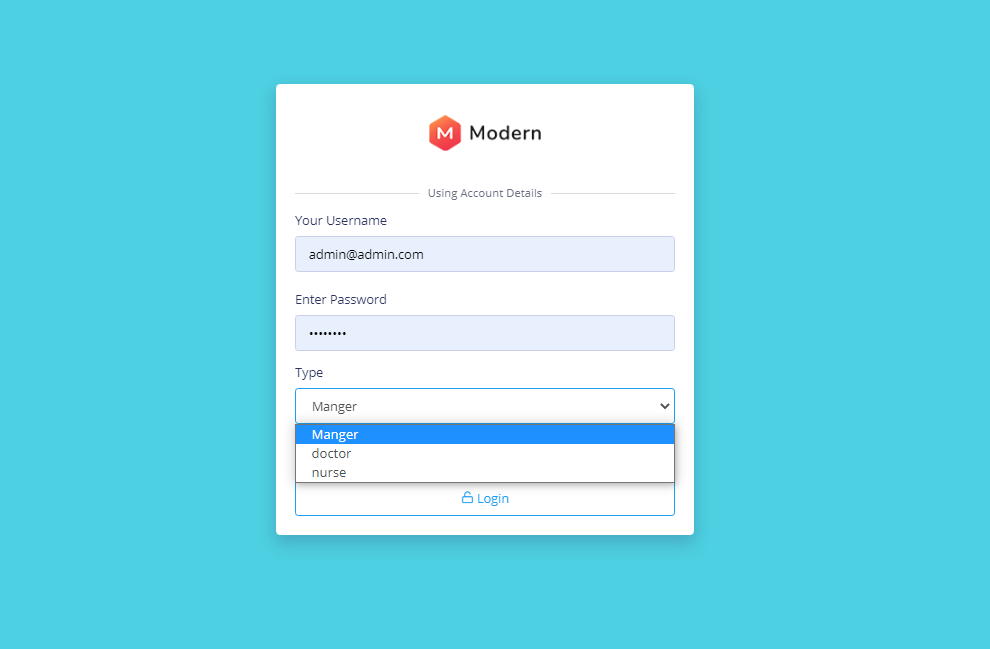 M Modern
Using Account Details
Your Username
admin@admin.com
Enter Password
••••••••
Type
Manger
Manger
doctor
nurse
Login